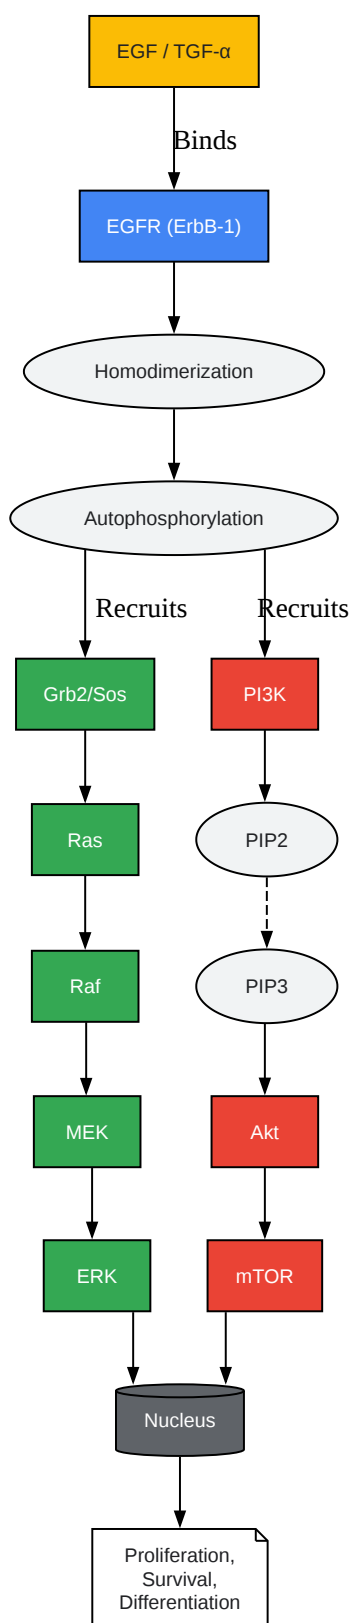 EGF / TGF-α
Binds
EGFR (ErbB-1)
Homodimerization
Autophosphorylation
Recruits
Recruits
Grb2/Sos
PI3K
Ras
PIP2
Raf
PIP3
MEK
Akt
ERK
mTOR
Nucleus
Proliferation,
Survival,
Differentiation